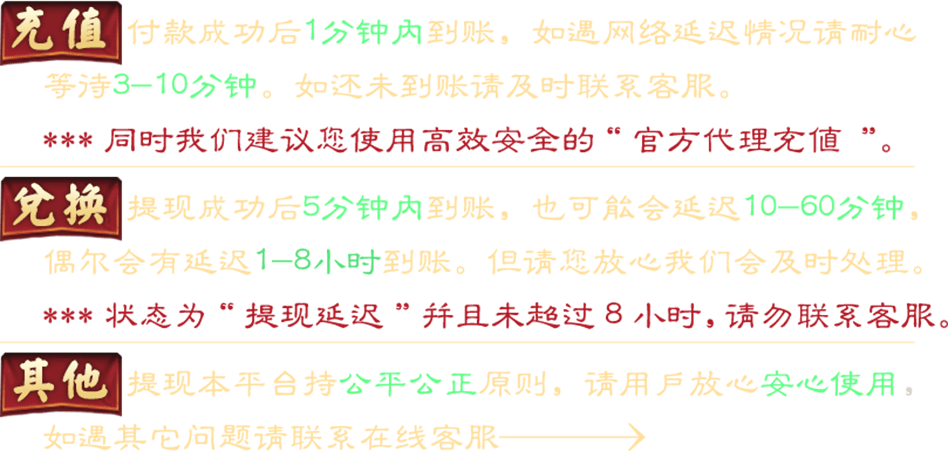 充值 付款成功后1分钟内到账，如遇网络延迟情况请耐心
等待3-10分钟。如还未到账请及时联系客服。
*** 同时我们建议您使用高效安全的“官方代理充值 ”。
兑换 提现成功后5分钟内到账，也可能会延迟10-60分钟，
偶尔会有延迟1-8小时到账。但请您放心我们会及时处理。
*** 状态为“提现延迟”并且未超过 8 小时，请勿联系客服。
其他 提现本平台持公平公正原则，请用户放心安心使用，
如遇其它问题请联系在线客服